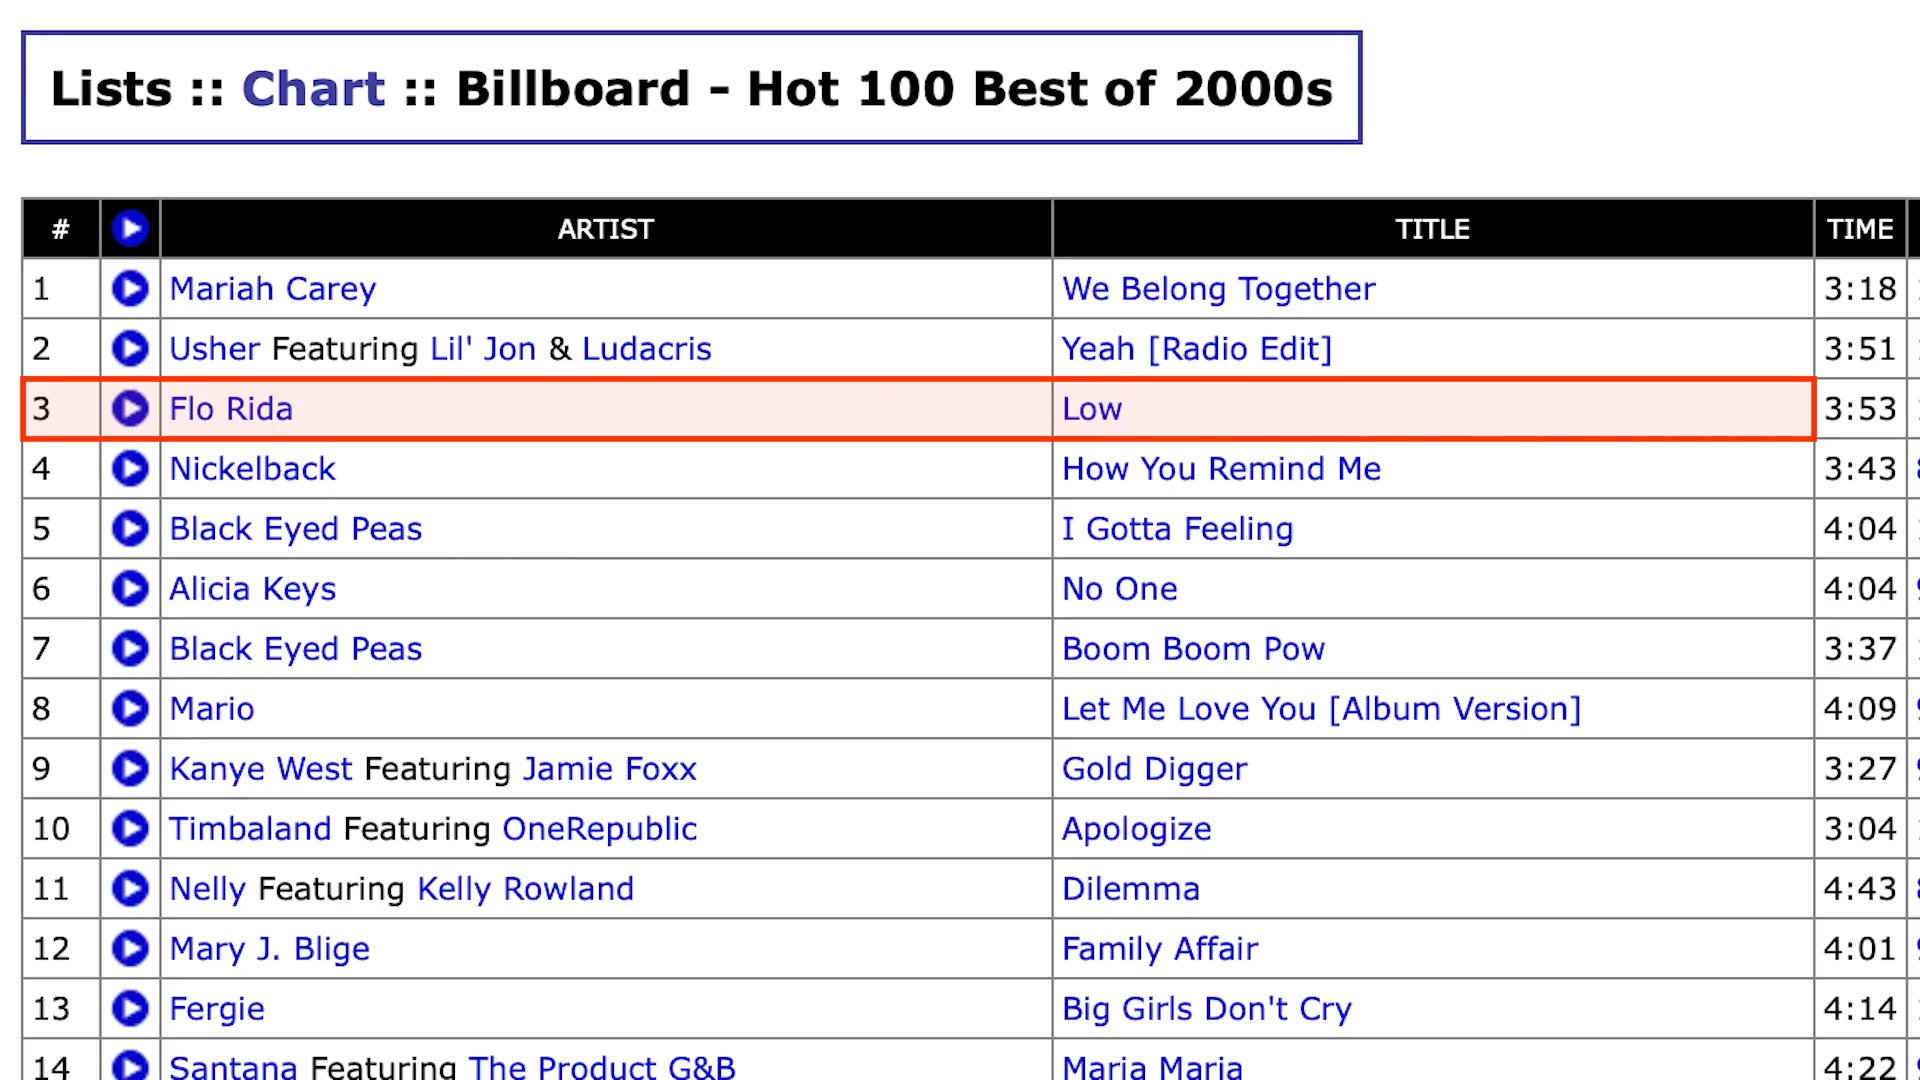 Lists :: Chart :: Billboard - Hot 100 Best of 2000s
# ARTIST TITLE TIME
1 Mariah Carey We Belong Together 3:18
2 Usher Featuring Lil' Jon & Ludacris Yeah [Radio Edit] 3:51
3 Flo Rida Low 3:53
4 Nickelback How You Remind Me 3:43
5 Black Eyed Peas I Gotta Feeling 4:04
6 Alicia Keys No One 4:04
7 Black Eyed Peas Boom Boom Pow 3:37
8 Mario Let Me Love You [Album Version] 4:09
9 Kanye West Featuring Jamie Foxx Gold Digger 3:27
10 Timbaland Featuring OneRepublic Apologize 3:04
11 Nelly Featuring Kelly Rowland Dilemma 4:43
12 Mary J. Blige Family Affair 4:01
13 Fergie Big Girls Don't Cry 4:14
14 Santana Featuring The Product G&B Maria Maria 4:22